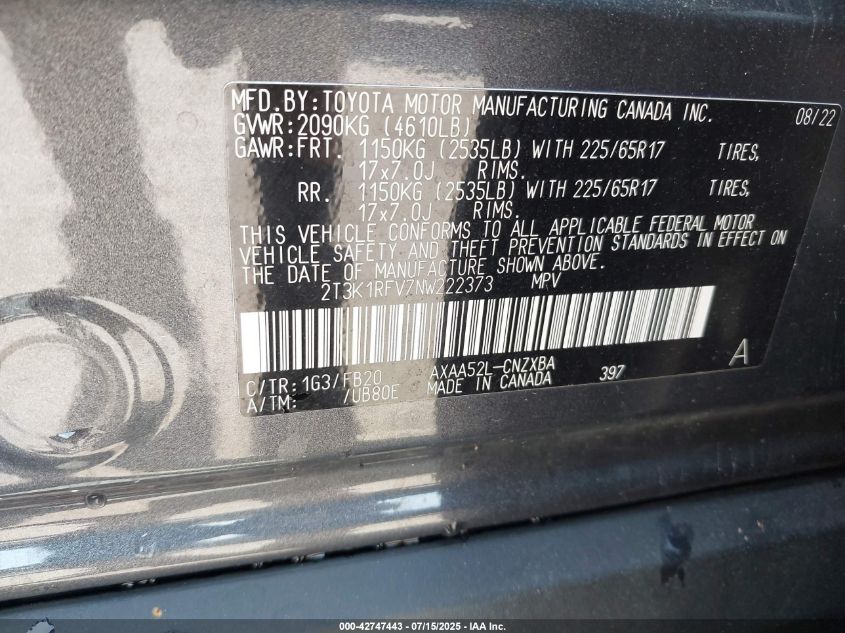 MFD.BY:TOYOTA MOTOR MANUFACTURING CANADA INC. 08/22
GVWR:2090KG (4610LB)
GAWR:FRT. 1150KG (2535LB) WITH 225/65R17 TIRES,
17x7.0J RIMS.
RR. 1150KG (2535LB) WITH 225/65R17 TIRES,
17x7.0J RIMS.
THIS VEHICLE CONFORMS TO ALL APPLICABLE FEDERAL MOTOR
VEHICLE SAFETY AND THEFT PREVENTION STANDARDS IN EFFECT ON
THE DATE OF MANUFACTURE SHOWN ABOVE.
2T3K1RFV7NW222373 MPV
A
C/TR: 1G3/FB20 AXAA52L-CNZXBA
A/TM: /UB80E MADE IN CANADA 397
000-42747443 - 07/15/2025 - IAA Inc.